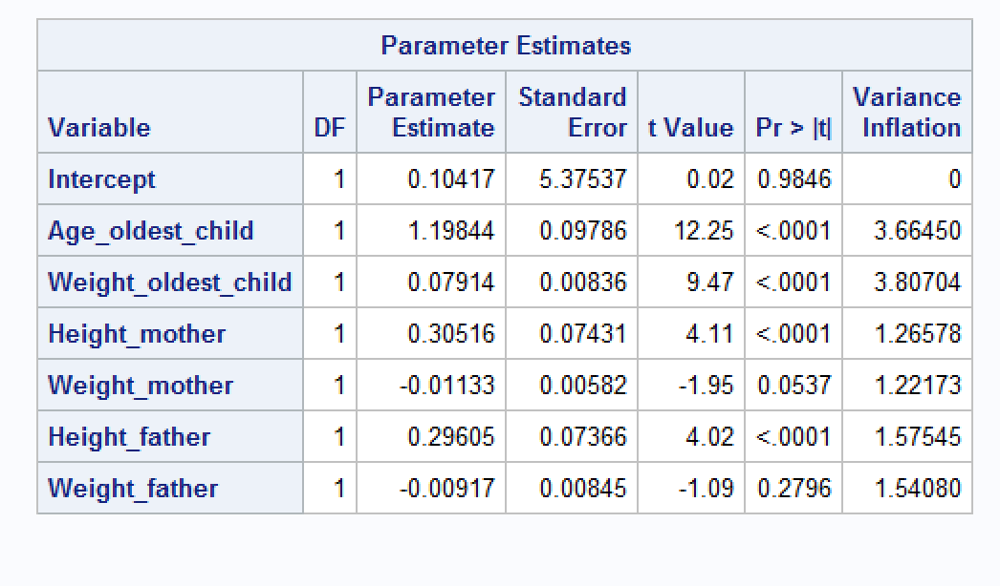 Parameter Estimates
Variable DF Parameter Estimate Standard Error t Value Pr > |t| Variance Inflation
Intercept 1 0.10417 5.37537 0.02 0.9846 0
Age_oldest_child 1 1.19844 0.09786 12.25 <.0001 3.66450
Weight_oldest_child 1 0.07914 0.00836 9.47 <.0001 3.80704
Height_mother 1 0.30516 0.07431 4.11 <.0001 1.26578
Weight_mother 1 -0.01133 0.00582 -1.95 0.0537 1.22173
Height_father 1 0.29605 0.07366 4.02 <.0001 1.57545
Weight_father 1 -0.00917 0.00845 -1.09 0.2796 1.54080